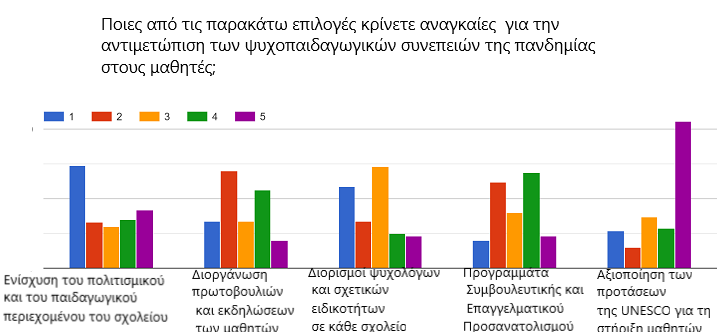 Ποιες από τις παρακάτω επιλογές κρίνετε αναγκαίες για την
αντιμετώπιση των ψυχοπαιδαγωγικών συνεπειών της πανδημίας
στους μαθητές;
1 2 3 4 5
Ενίσχυση του πολιτισμικού
και του παιδαγωγικού
περιεχομένου του σχολείου
Διοργάνωση
πρωτοβουλιών
και εκδηλώσεων
των μαθητών
Διορισμοί ψυχολόγων
και σχετικών
ειδικοτήτων
σε κάθε σχολείο
Προγράμματα
Συμβουλευτικής και
Επαγγελματικού
Προσανατολισμού
Αξιοποίηση των
προτάσεων
της UNESCO για τη
στήριξη μαθητών